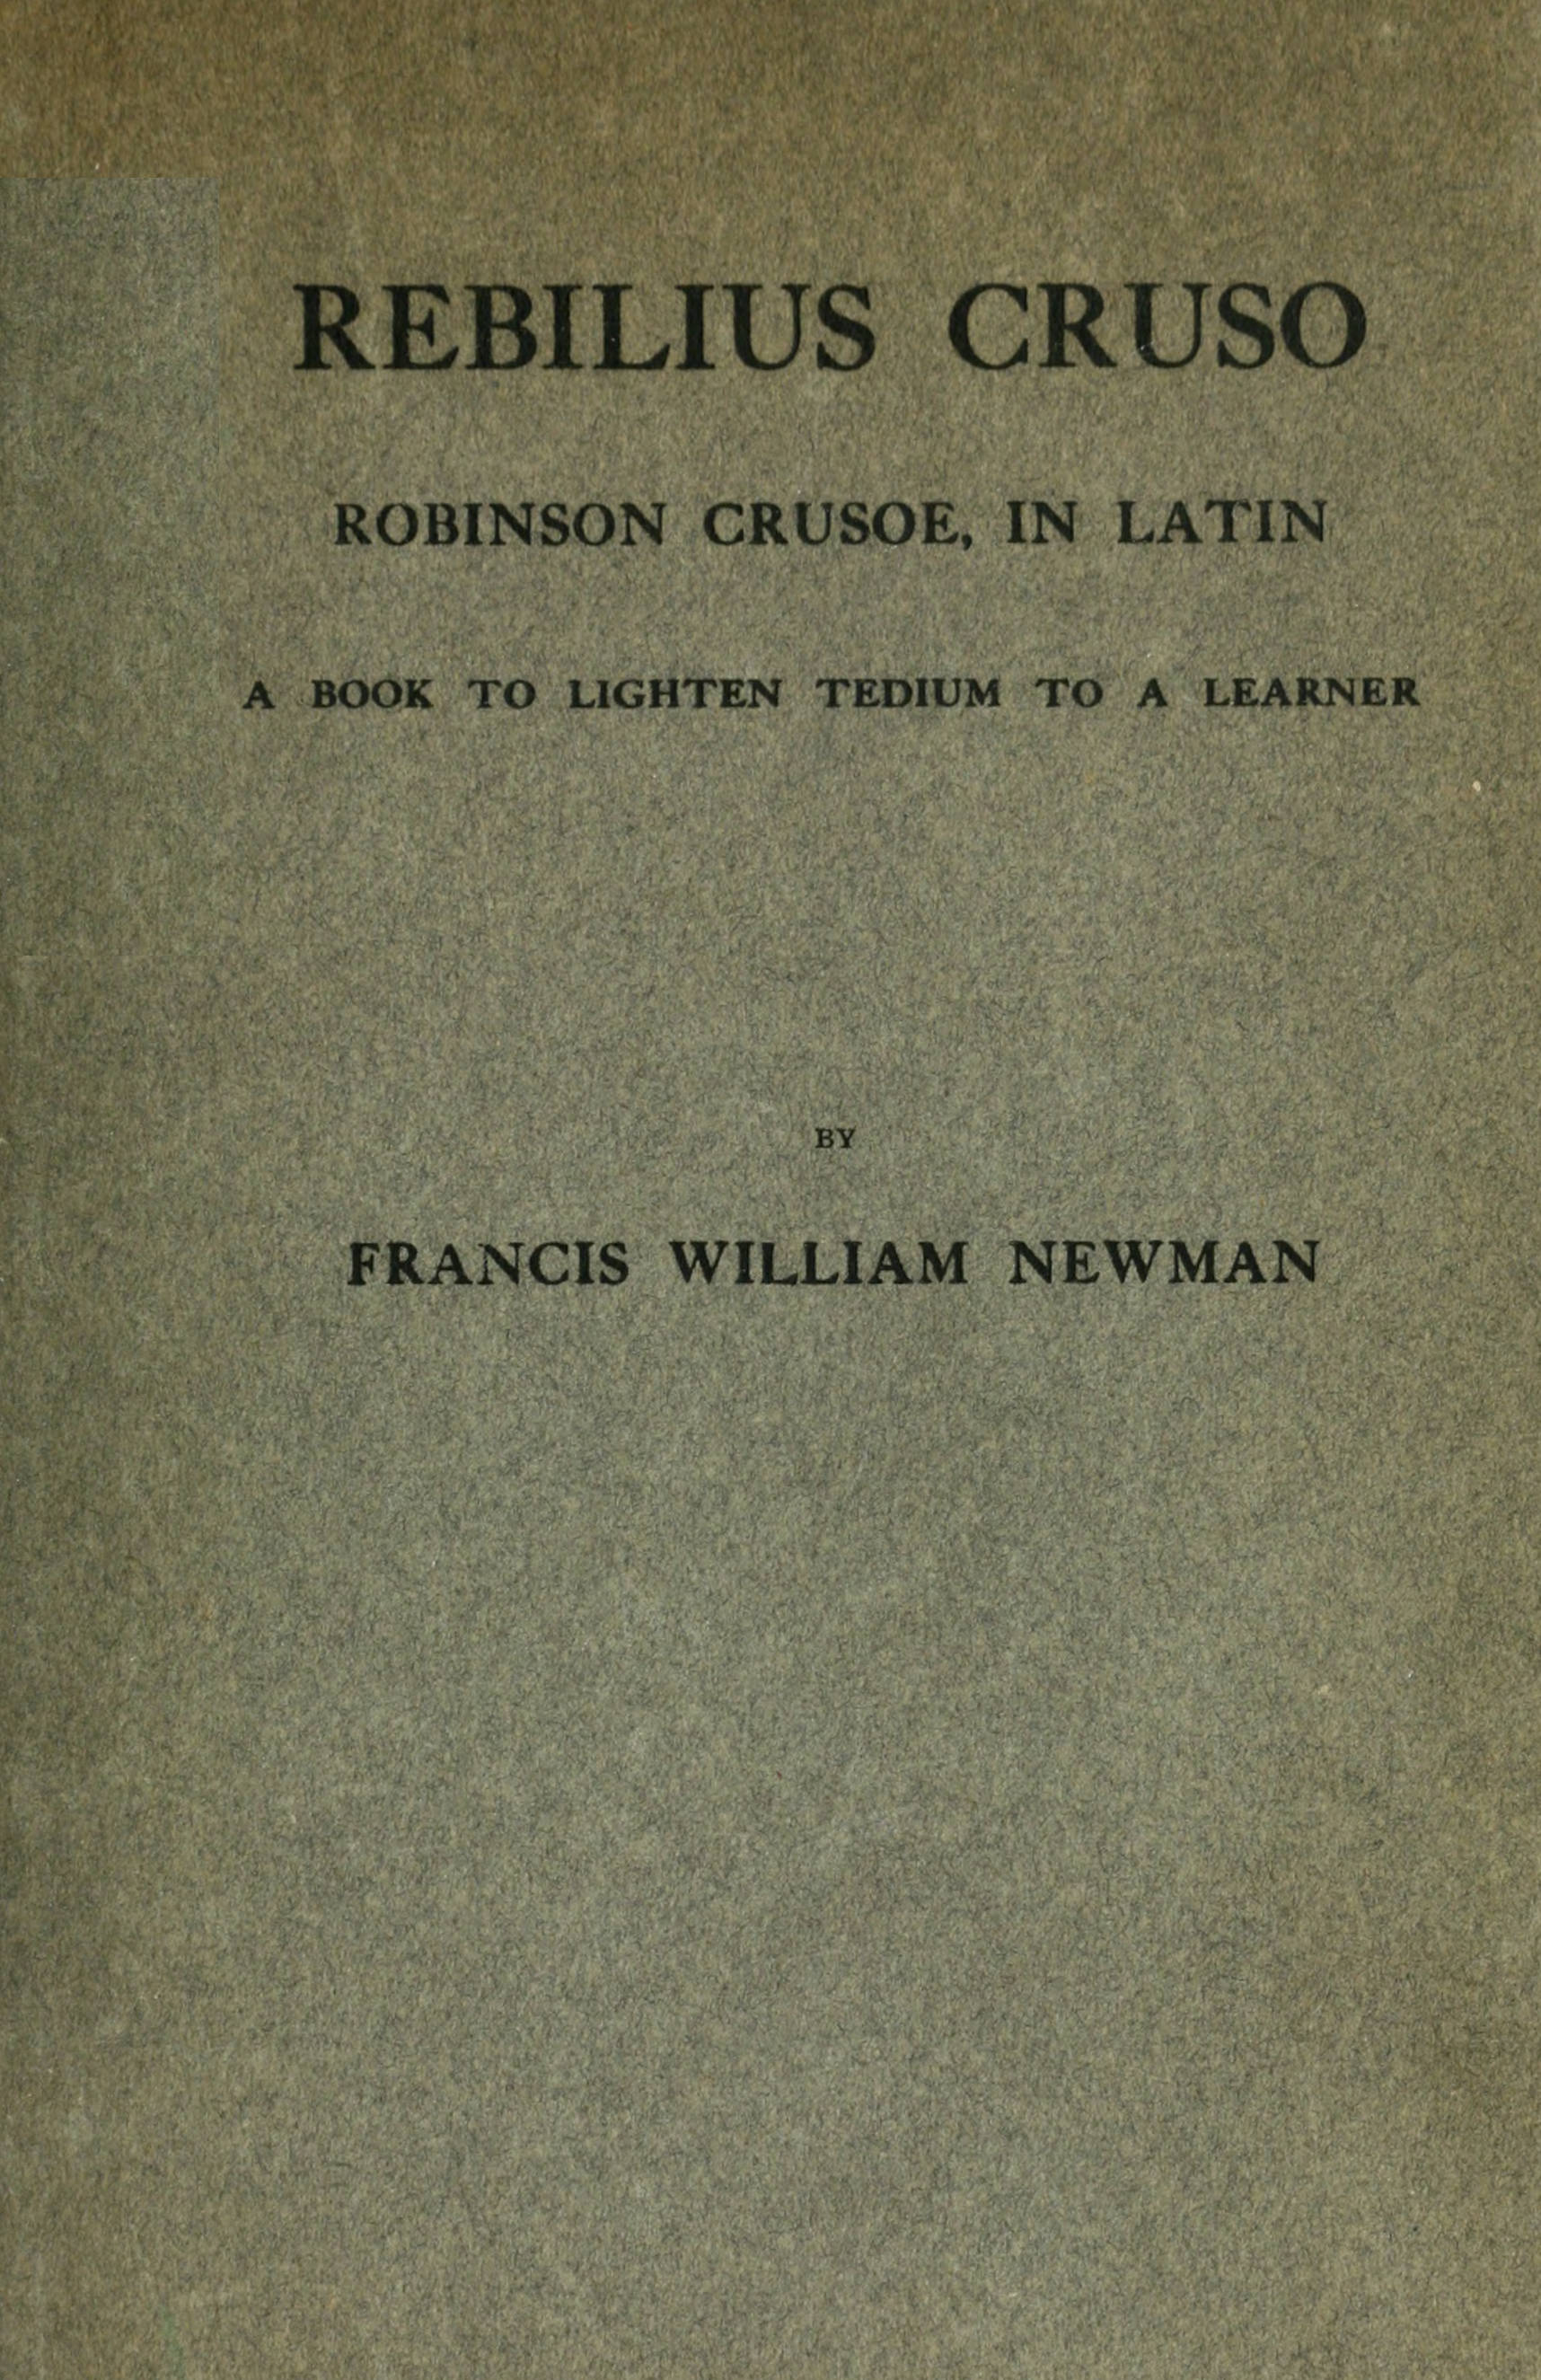 REBILIUS CRUSO
ROBINSON CRUSOE, IN LATIN
A BOOK TO LIGHTEN TEDIUM TO A LEARNER
BY
FRANCIS WILLIAM NEWMAN